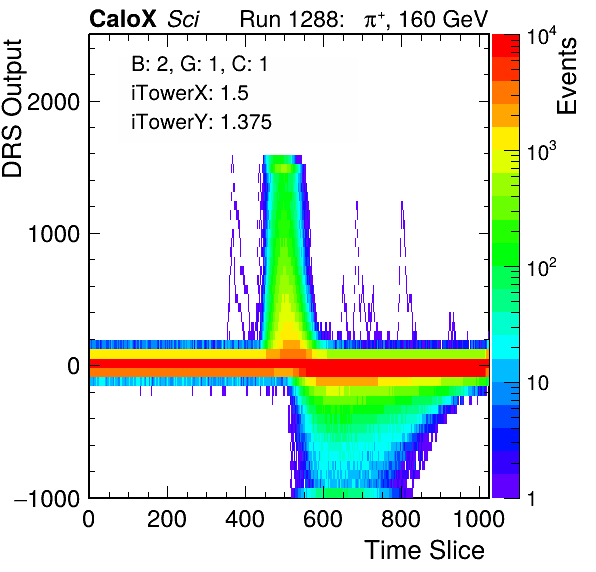 CaloX Sci Run 1288: π⁺, 160 GeV
B: 2, G: 1, C: 1
iTowerX: 1.5
iTowerY: 1.375
DRS Output
2000
1000
0
−1000
0 200 400 600 800 1000
Time Slice
Events
10⁴
10³
10²
10
1